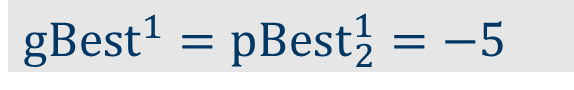 gBest¹ = pBest₂¹ = −5